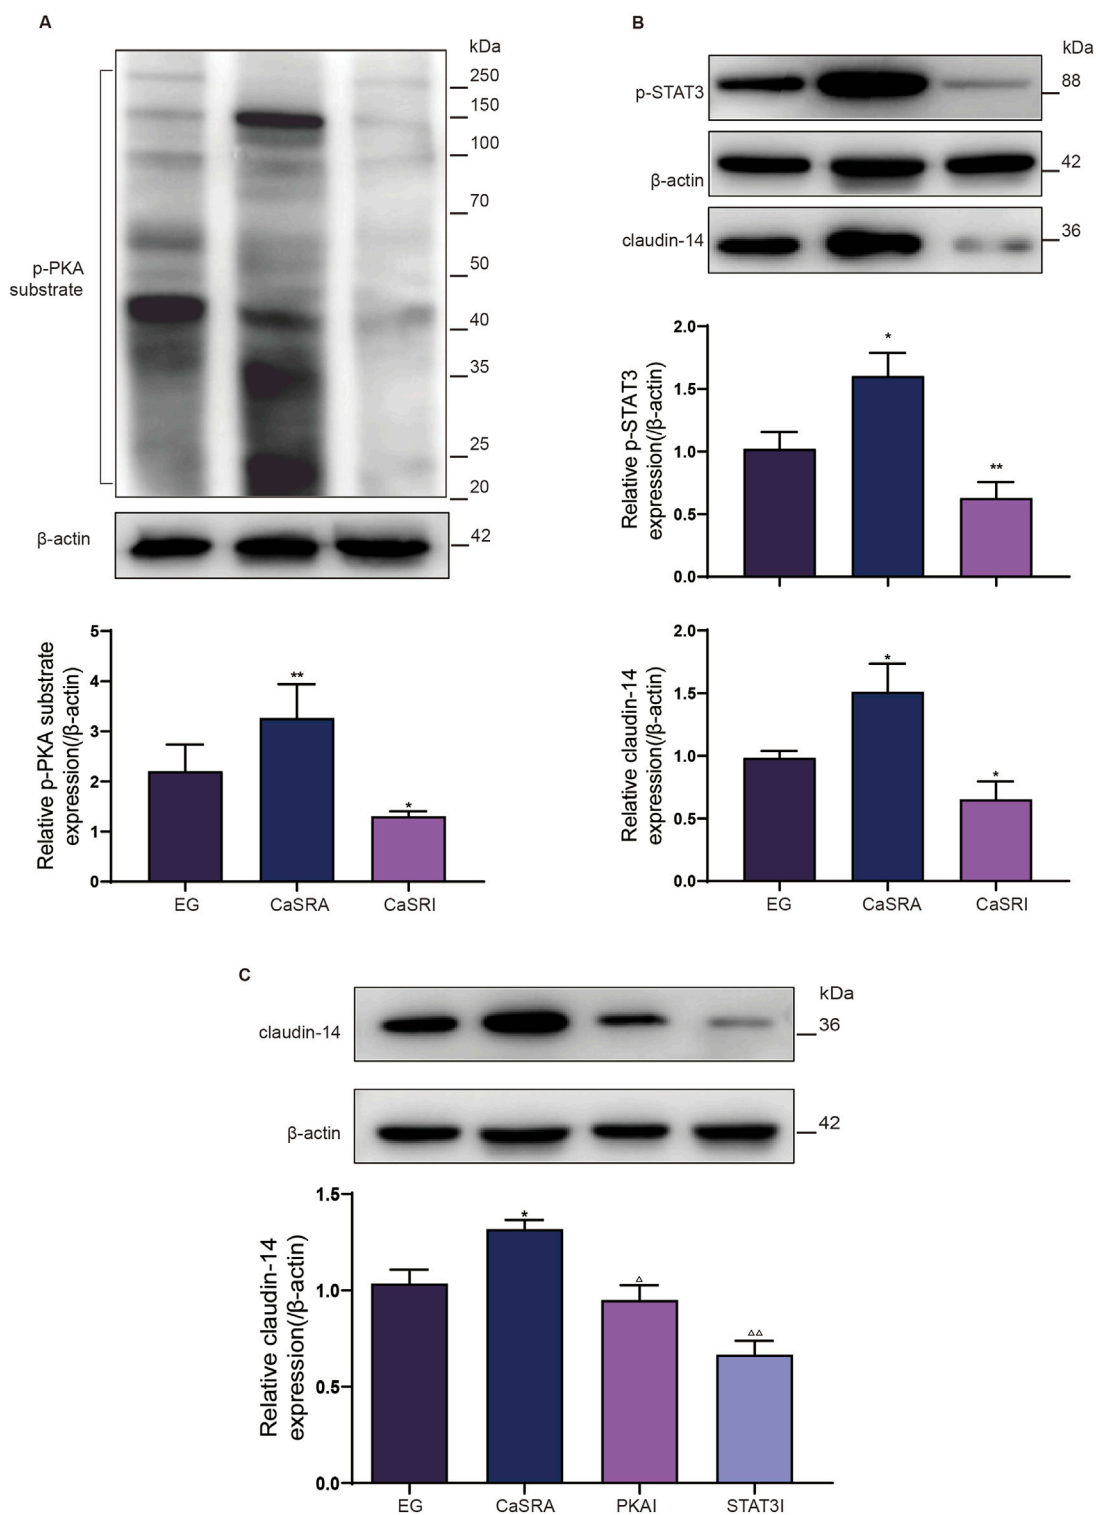 A
kDa
250
150
100
70
50
40
35
25
20
p-PKA
substrate
β-actin
42
Relative p-PKA substrate
expression(/β-actin)
5
4
3
2
1
0
**
*
EG CaSRA CaSRI
B
kDa
p-STAT3
88
β-actin
42
claudin-14
36
Relative p-STAT3
expression(/β-actin)
2.0
1.5
1.0
0.5
0.0
*
**
Relative claudin-14
expression(/β-actin)
2.0
1.5
1.0
0.5
0.0
*
*
EG CaSRA CaSRI
C
kDa
claudin-14
36
β-actin
42
Relative claudin-14
expression(/β-actin)
1.5
1.0
0.5
0.0
*
△
△△
EG CaSRA PKAI STAT3I